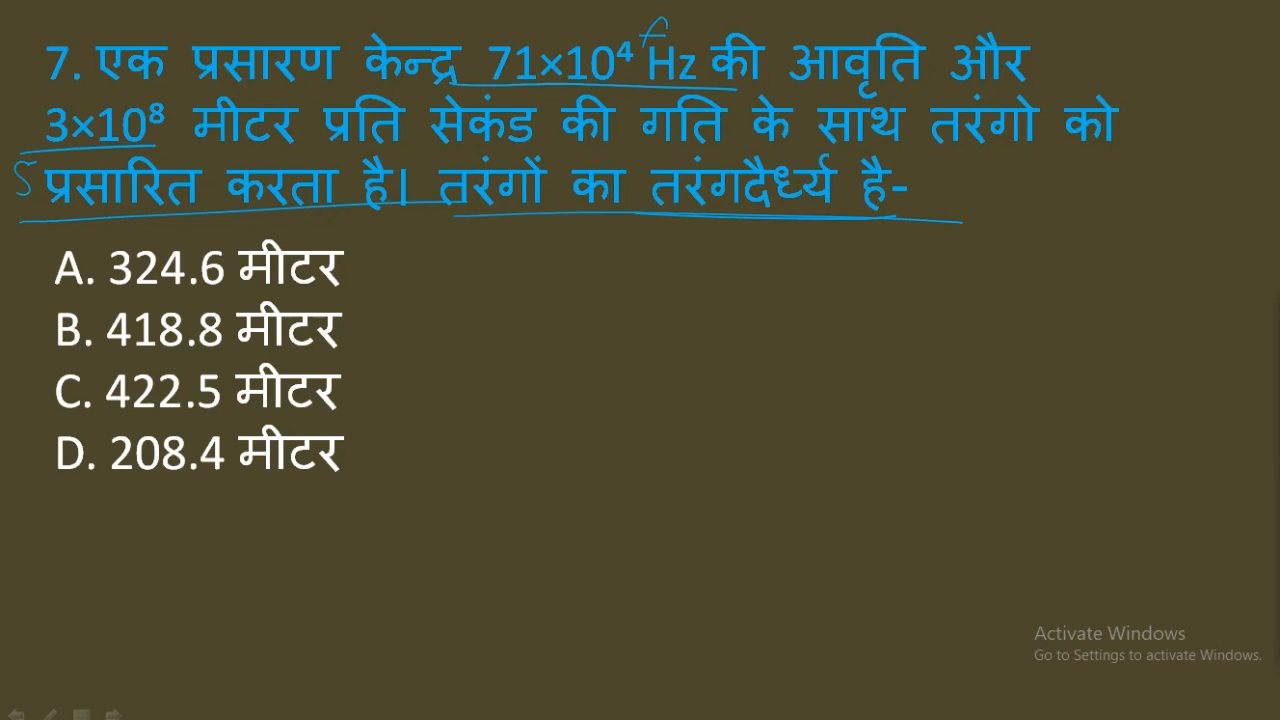 7. एक प्रसारण केन्द्र 71×10⁴ Hz की आवृति और
3×10⁸ मीटर प्रति सेकंड की गति के साथ तरंगो को
प्रसारित करता है। तरंगों का तरंगदैर्ध्य है-
A. 324.6 मीटर
B. 418.8 मीटर
C. 422.5 मीटर
D. 208.4 मीटर
Activate Windows
Go to Settings to activate Windows.